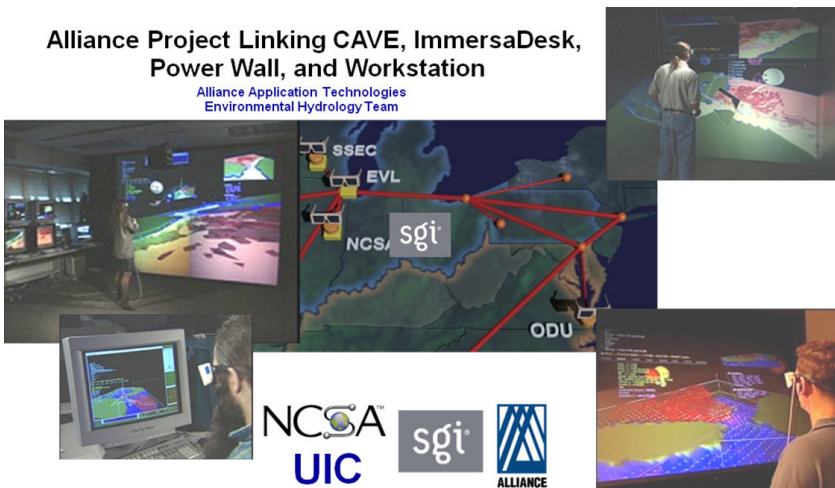 Alliance Project Linking CAVE, ImmersaDesk,
Power Wall, and Workstation
Alliance Application Technologies
Environmental Hydrology Team
SSEC
EVL
NCSA
sgi
ODU
NCSA™
UIC
sgi
ALLIANCE